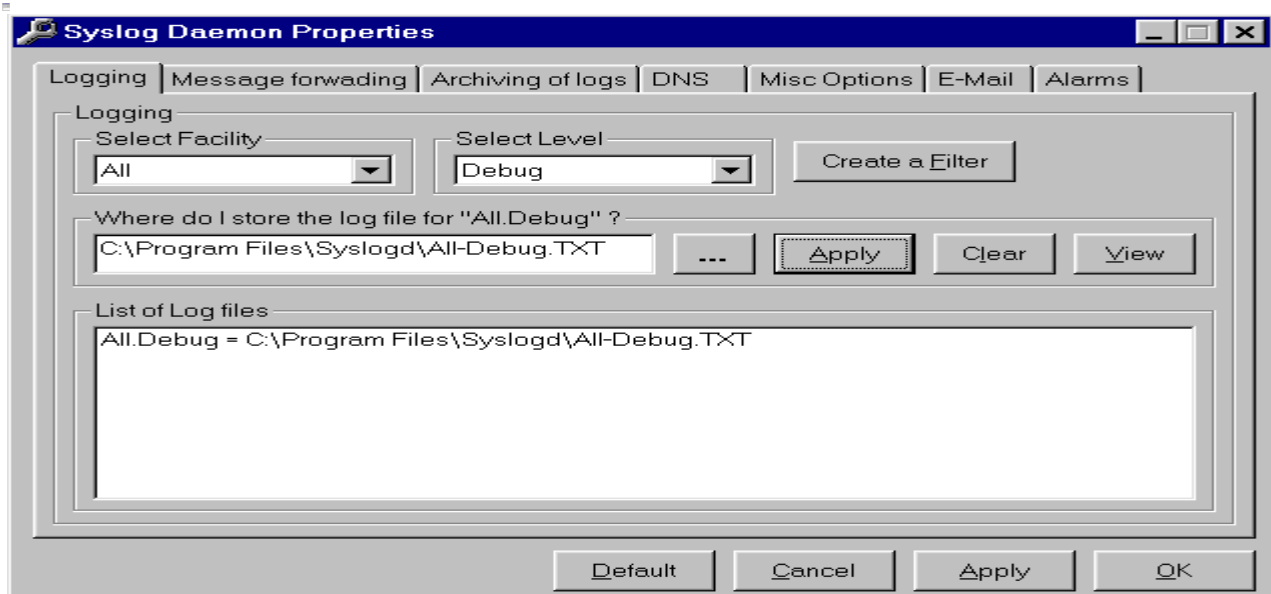 Syslog Daemon Properties
Logging Message forwading Archiving of logs DNS Misc Options E-Mail Alarms
Logging
Select Facility Select Level
All Debug Create a Filter
Where do I store the log file for "All.Debug" ?
C:\Program Files\Syslogd\All-Debug.TXT ... Apply Clear View
List of Log files
All.Debug = C:\Program Files\Syslogd\All-Debug.TXT
Default Cancel Apply OK